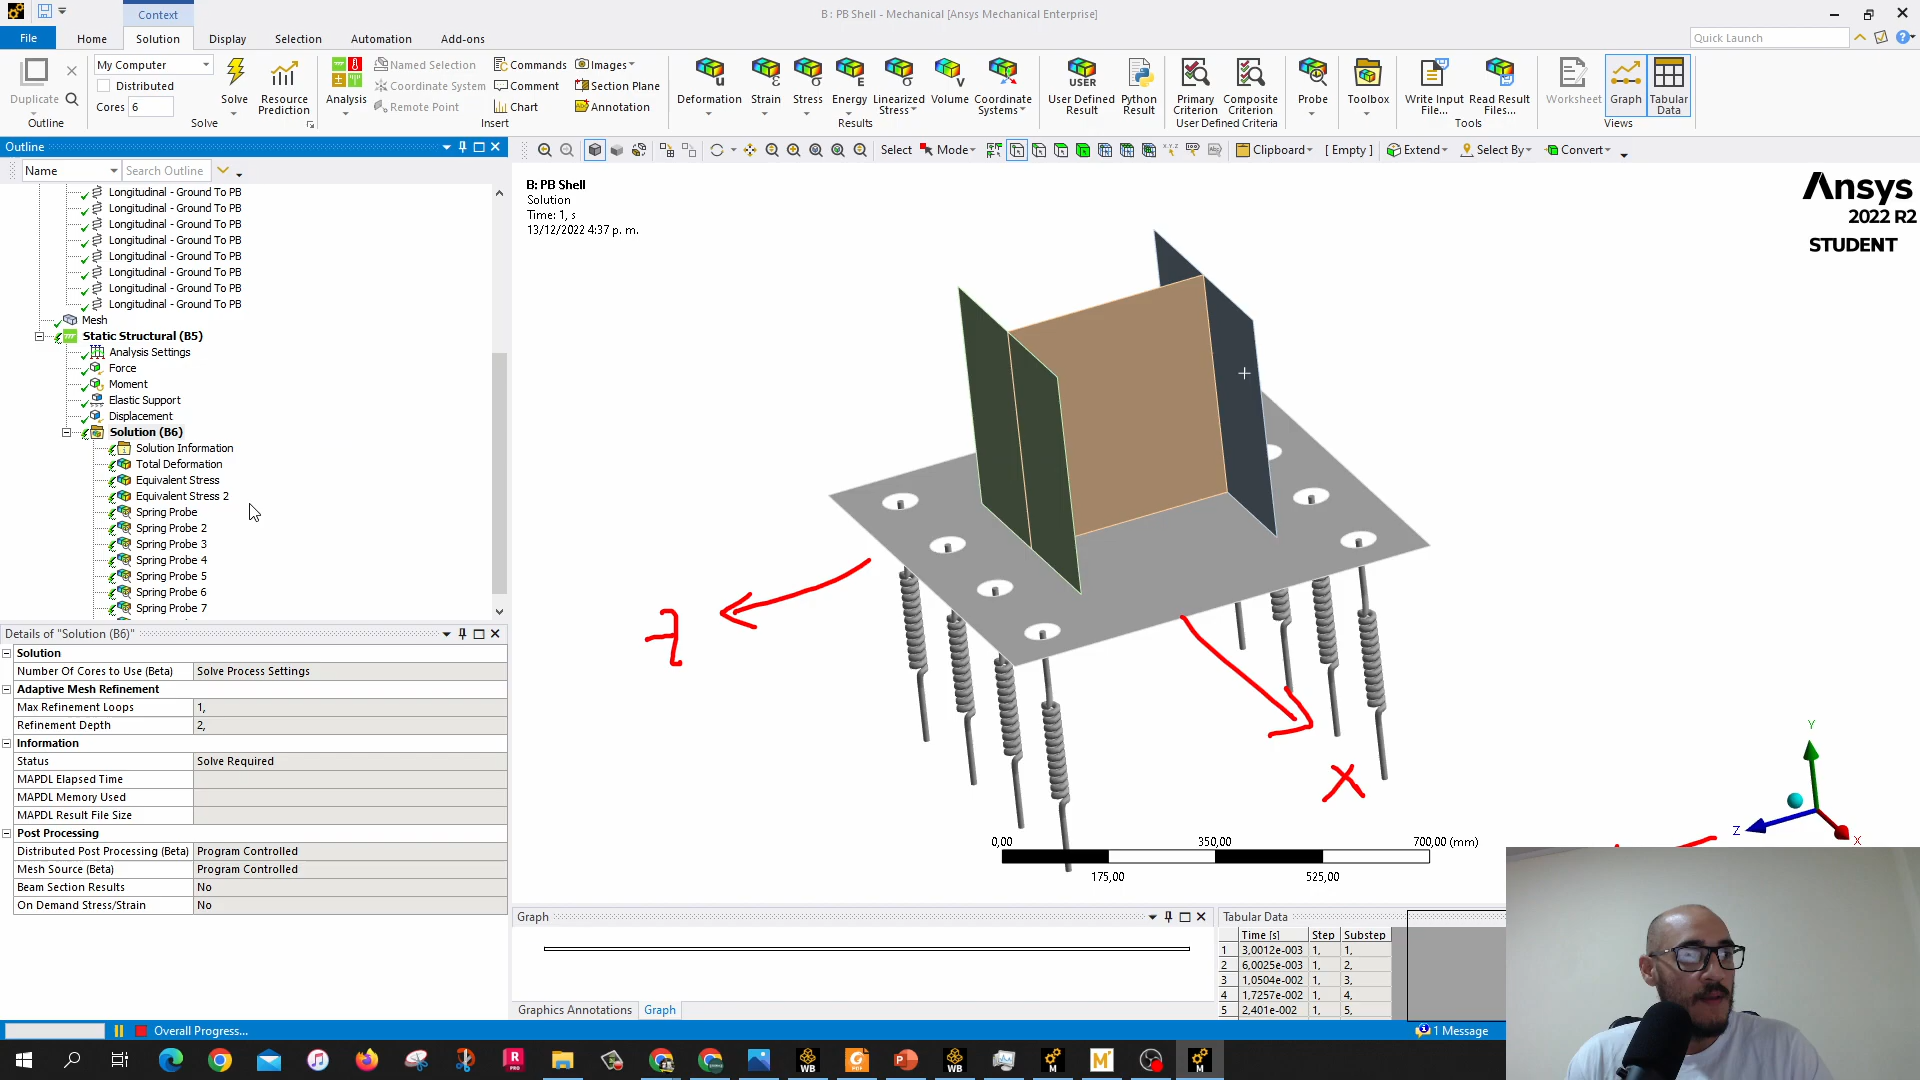 B : PB Shell - Mechanical [Ansys Mechanical Enterprise]
Context
File
Home
Solution
Display
Selection
Automation
Add-ons
Quick Launch
Duplicate
Outline
My Computer
Distributed
Cores 6
Solve
Resource Prediction
Solve
Analysis
Named Selection
Coordinate System
Remote Point
Commands
Comment
Chart
Images
Section Plane
Annotation
Insert
Deformation
Strain
Stress
Energy
Linearized Stress
Volume
Coordinate Systems
Results
User Defined Result
Python Result
Primary Criterion
Composite Criterion
User Defined Criteria
Probe
Toolbox
Write Input File...
Read Result Files...
Tools
Worksheet
Graph
Tabular Data
Views
Outline
Name
Search Outline
Select
Mode
Clipboard
[ Empty ]
Extend
Select By
Convert
Longitudinal - Ground To PB
Longitudinal - Ground To PB
Longitudinal - Ground To PB
Longitudinal - Ground To PB
Longitudinal - Ground To PB
Longitudinal - Ground To PB
Longitudinal - Ground To PB
Longitudinal - Ground To PB
Mesh
Static Structural (B5)
Analysis Settings
Force
Moment
Elastic Support
Displacement
Solution (B6)
Solution Information
Total Deformation
Equivalent Stress
Equivalent Stress 2
Spring Probe
Spring Probe 2
Spring Probe 3
Spring Probe 4
Spring Probe 5
Spring Probe 6
Spring Probe 7
Details of "Solution (B6)"
Solution
Number Of Cores to Use (Beta) Solve Process Settings
Adaptive Mesh Refinement
Max Refinement Loops 1,
Refinement Depth 2,
Information
Status Solve Required
MAPDL Elapsed Time
MAPDL Memory Used
MAPDL Result File Size
Post Processing
Distributed Post Processing (Beta) Program Controlled
Mesh Source (Beta) Program Controlled
Beam Section Results No
On Demand Stress/Strain No
B: PB Shell
Solution
Time: 1, s
13/12/2022 4:37 p. m.
Ansys
2022 R2
STUDENT
X
Y
Z
X
0,00 350,00 700,00 (mm)
175,00 525,00
Graph
Graphics Annotations
Graph
Tabular Data
Time [s] Step Substep
1 3,0012e-003 1, 1,
2 6,0025e-003 1, 2,
3 1,0504e-002 1, 3,
4 1,7257e-002 1, 4,
5 2,401e-002 1, 5,
Overall Progress...
1 Message
R
PRO
WB
WB
M
M
M